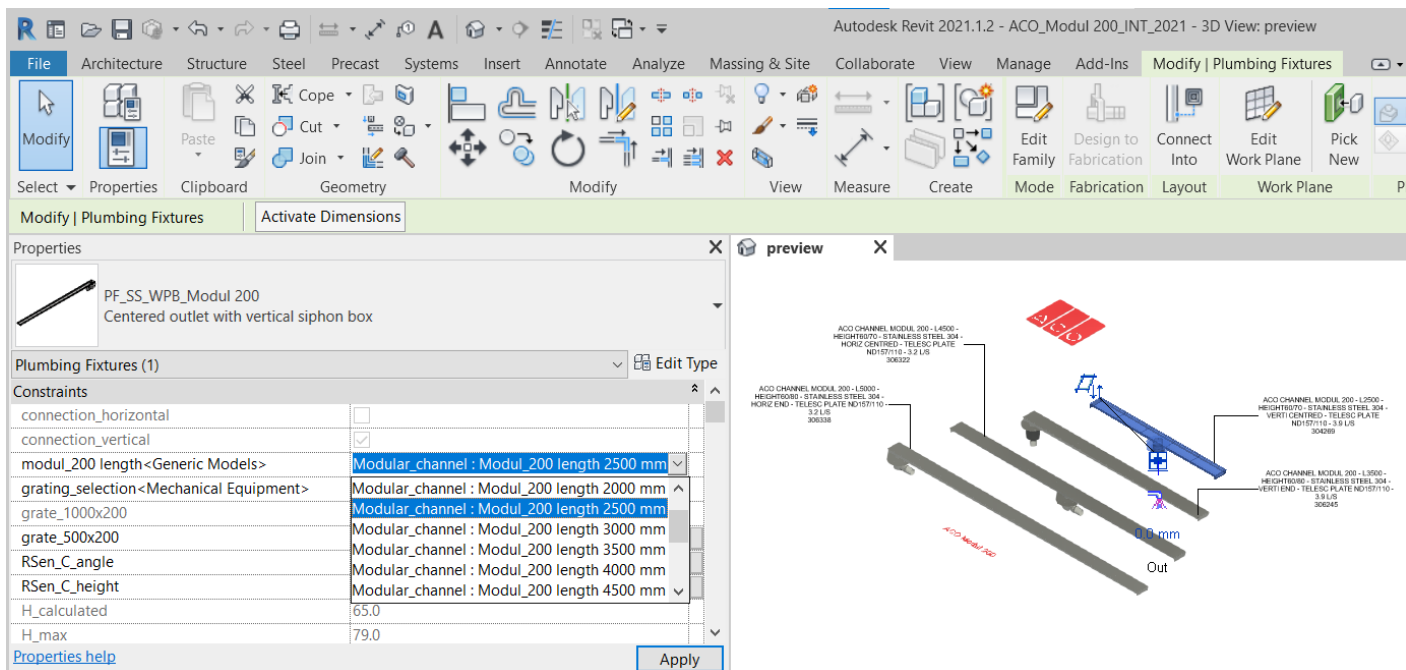 Autodesk Revit 2021.1.2 - ACO_Modul 200_INT_2021 - 3D View: preview
File Architecture Structure Steel Precast Systems Insert Annotate Analyze Massing & Site Collaborate View Manage Add-Ins Modify | Plumbing Fixtures
Modify Paste Cope Cut Join Edit Family Design to Fabrication Connect Into Edit Work Plane Pick New
Select Properties Clipboard Geometry Modify View Measure Create Mode Fabrication Layout Work Plane P
Modify | Plumbing Fixtures Activate Dimensions
Properties
PF_SS_WPB_Modul 200
Centered outlet with vertical siphon box
Plumbing Fixtures (1) Edit Type
Constraints
connection_horizontal
connection_vertical
modul_200 length<Generic Models> Modular_channel : Modul_200 length 2500 mm
grating_selection<Mechanical Equipment> Modular_channel : Modul_200 length 2000 mm
grate_1000x200 Modular_channel : Modul_200 length 2500 mm
grate_500x200 Modular_channel : Modul_200 length 3000 mm
Modular_channel : Modul_200 length 3500 mm
RSen_C_angle Modular_channel : Modul_200 length 4000 mm
RSen_C_height Modular_channel : Modul_200 length 4500 mm
H_calculated 65.0
H_max 79.0
Properties help Apply
preview
ACO
ACO CHANNEL MODUL 200 - L4500 -
HEIGHT60/70 - STAINLESS STEEL 304 -
HORIZ CENTRED - TELESC PLATE
ND157/110 - 3.2 L/S
306322
ACO CHANNEL MODUL 200 - L5000 -
HEIGHT60/80 - STAINLESS STEEL 304 -
HORIZ END - TELESC PLATE ND157/110 -
3.2 L/S
306338
ACO CHANNEL MODUL 200 - L2500 -
HEIGHT60/70 - STAINLESS STEEL 304 -
VERTI CENTRED - TELESC PLATE
ND157/110 - 3.9 L/S
304269
ACO CHANNEL MODUL 200 - L3500 -
HEIGHT60/80 - STAINLESS STEEL 304 -
VERTI END - TELESC PLATE ND157/110 -
3.9 L/S
306245
ACO Modul 200
0.0 mm
Out